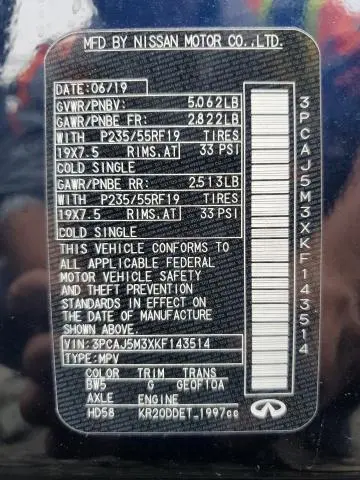 MFD BY NISSAN MOTOR CO.,LTD.
DATE:06/19
GVWR/PNBV: 5,062LB
GAWR/PNBE FR: 2,822LB
WITH P235/55RF19 TIRES
19X7.5 RIMS,AT 33 PSI
COLD SINGLE
GAWR/PNBE RR: 2,513LB
WITH P235/55RF19 TIRES
19X7.5 RIMS,AT 33 PSI
COLD SINGLE
THIS VEHICLE CONFORMS TO
ALL APPLICABLE FEDERAL
MOTOR VEHICLE SAFETY
AND THEFT PREVENTION
STANDARDS IN EFFECT ON
THE DATE OF MANUFACTURE
SHOWN ABOVE.
VIN:3PCAJ5M3XKF143514
TYPE:MPV
COLOR TRIM TRANS
BW5 G GE0F10A
AXLE ENGINE
HD58 KR20DDET_1997cc
3PCAJ5M3XKF143514